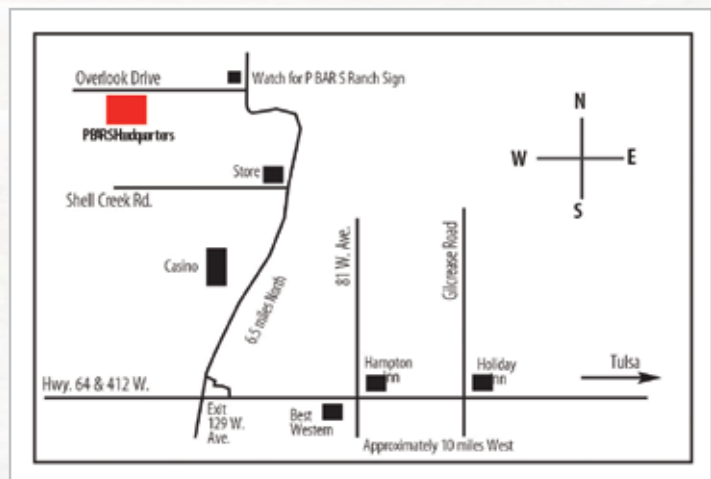 Overlook Drive
Watch for P BAR S Ranch Sign
PBARSHeadquarters
N
W
E
S
Store
Shell Creek Rd.
Casino
6.5 miles North
81 W. Ave.
Gilcrease Road
Hampton
Inn
Holiday
Inn
Tulsa
Hwy. 64 & 412 W.
Exit
129 W.
Ave.
Best
Western
Approximately 10 miles West